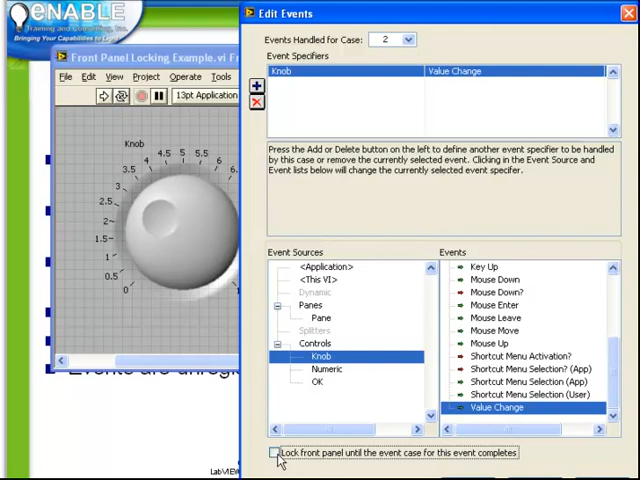 eNABLE
Training and Consulting, Inc.
Bringing Your Capabilities to Light
Edit Events
Events Handled for Case: 2
Event Specifiers
Knob Value Change
Press the Add or Delete button on the left to define another event specifier to be handled
by this case or remove the currently selected event. Clicking in the Event Source and
Event lists below will change the currently selected event specifer.
Event Sources
<Application>
<This VI>
Dynamic
Panes
Pane
Splitters
Controls
Knob
Numeric
OK
Events
Key Up
Mouse Down
Mouse Down?
Mouse Enter
Mouse Leave
Mouse Move
Mouse Up
Shortcut Menu Activation?
Shortcut Menu Selection? (App)
Shortcut Menu Selection (App)
Shortcut Menu Selection (User)
Value Change
Lock front panel until the event case for this event completes
Front Panel Locking Example.vi Fr
File Edit View Project Operate Tools
13pt Application
Knob
0
0.5
1
1.5
2
2.5
3
3.5
4
4.5
5
5.5
6
Events are unreg
LabVIEW